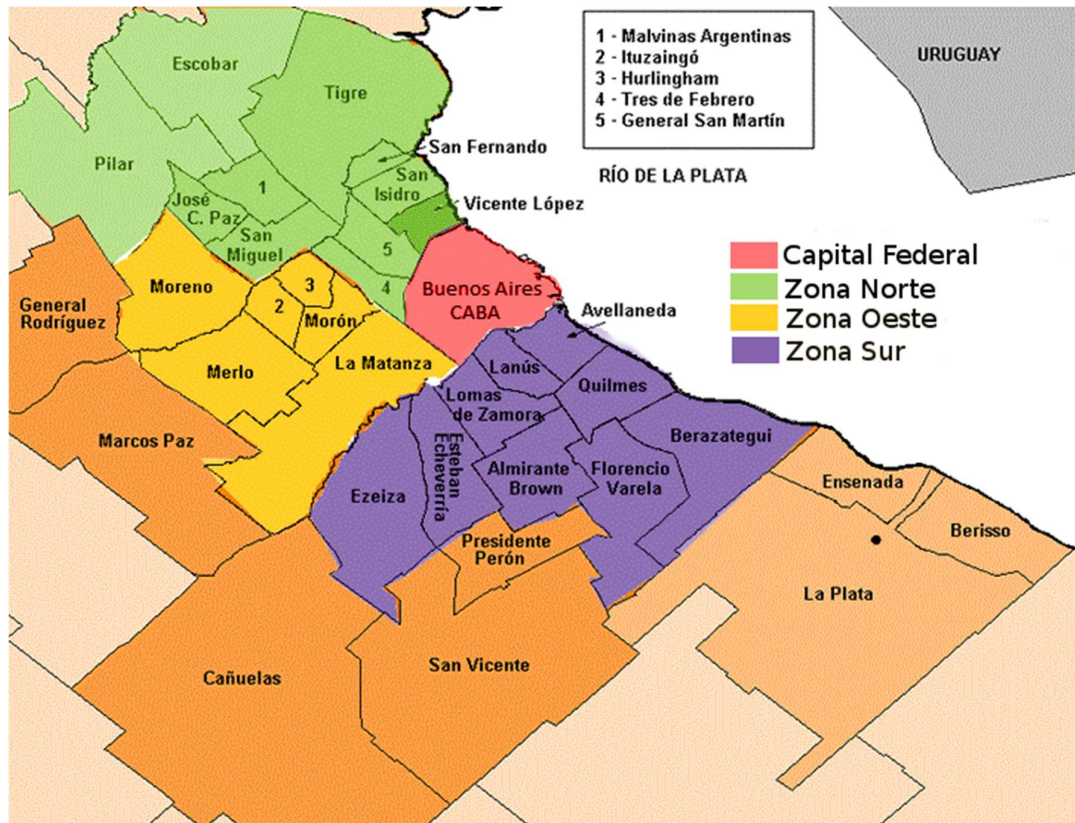 1 - Malvinas Argentinas
2 - Ituzaingó
3 - Hurlingham
4 - Tres de Febrero
5 - General San Martín
URUGUAY
RÍO DE LA PLATA
Escobar
Tigre
Pilar
San Fernando
San
Isidro
Vicente López
1
José
C. Paz
San
Miguel
5
4
Capital Federal
Zona Norte
Zona Oeste
Zona Sur
General
Rodríguez
Moreno
3
2
Morón
Merlo
La Matanza
Buenos Aires
CABA
Avellaneda
Lanús
Quilmes
Lomas
de Zamora
Marcos Paz
Esteban
Echeverría
Berazategui
Ezeiza
Almirante
Brown
Florencio
Varela
Ensenada
Berisso
Presidente
Perón
La Plata
Cañuelas
San Vicente